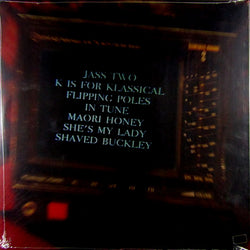 JASS TWO
K IS FOR KLASSICAL
FLIPPING POLES
IN TUNE
MAORI HONEY
SHE'S MY LADY
SHAVED BUCKLEY